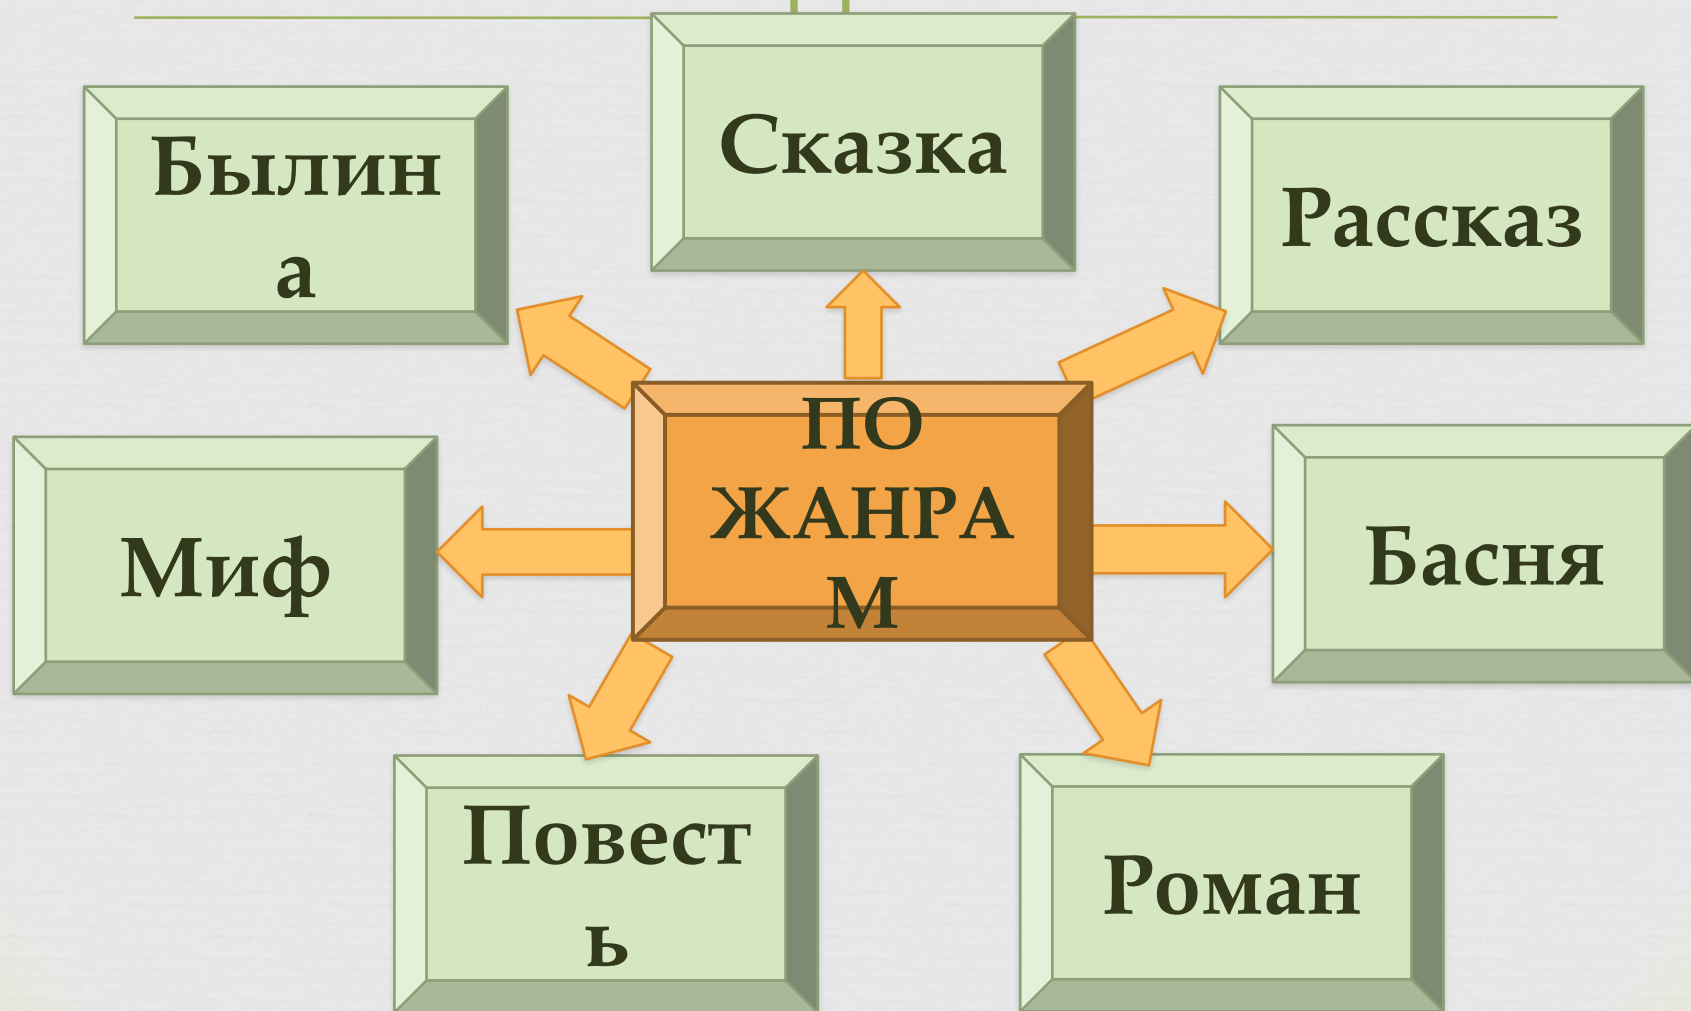 Сказка
Былин
а
Рассказ
ПО
ЖАНРА
М
Миф
Басня
Повест
ь
Роман